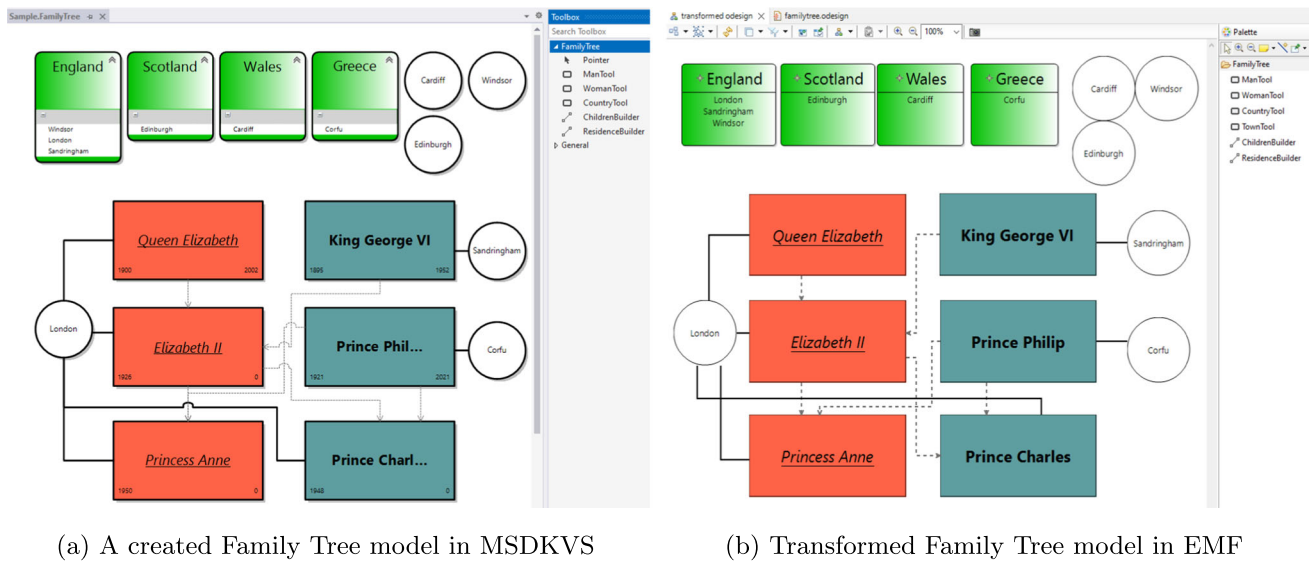 Sample.FamilyTree
Toolbox
Search Toolbox
FamilyTree
Pointer
ManTool
WomanTool
CountryTool
ChildrenBuilder
ResidenceBuilder
General
England
Windsor
London
Sandringham
Scotland
Edinburgh
Wales
Cardiff
Greece
Corfu
Cardiff
Windsor
Edinburgh
Queen Elizabeth
1900 2002
King George VI
1895 1952
Sandringham
London
Elizabeth II
1926 0
Prince Phil...
1921 2021
Corfu
Princess Anne
1950 0
Prince Charl...
1948 0
(a) A created Family Tree model in MSDKVS
transformed odesign
familytree.odesign
100%
Palette
FamilyTree
ManTool
WomanTool
CountryTool
TownTool
ChildrenBuilder
ResidenceBuilder
England
London
Sandringham
Windsor
Scotland
Edinburgh
Wales
Cardiff
Greece
Corfu
Cardiff
Windsor
Edinburgh
Queen Elizabeth
King George VI
Sandringham
London
Elizabeth II
Prince Philip
Corfu
Princess Anne
Prince Charles
(b) Transformed Family Tree model in EMF